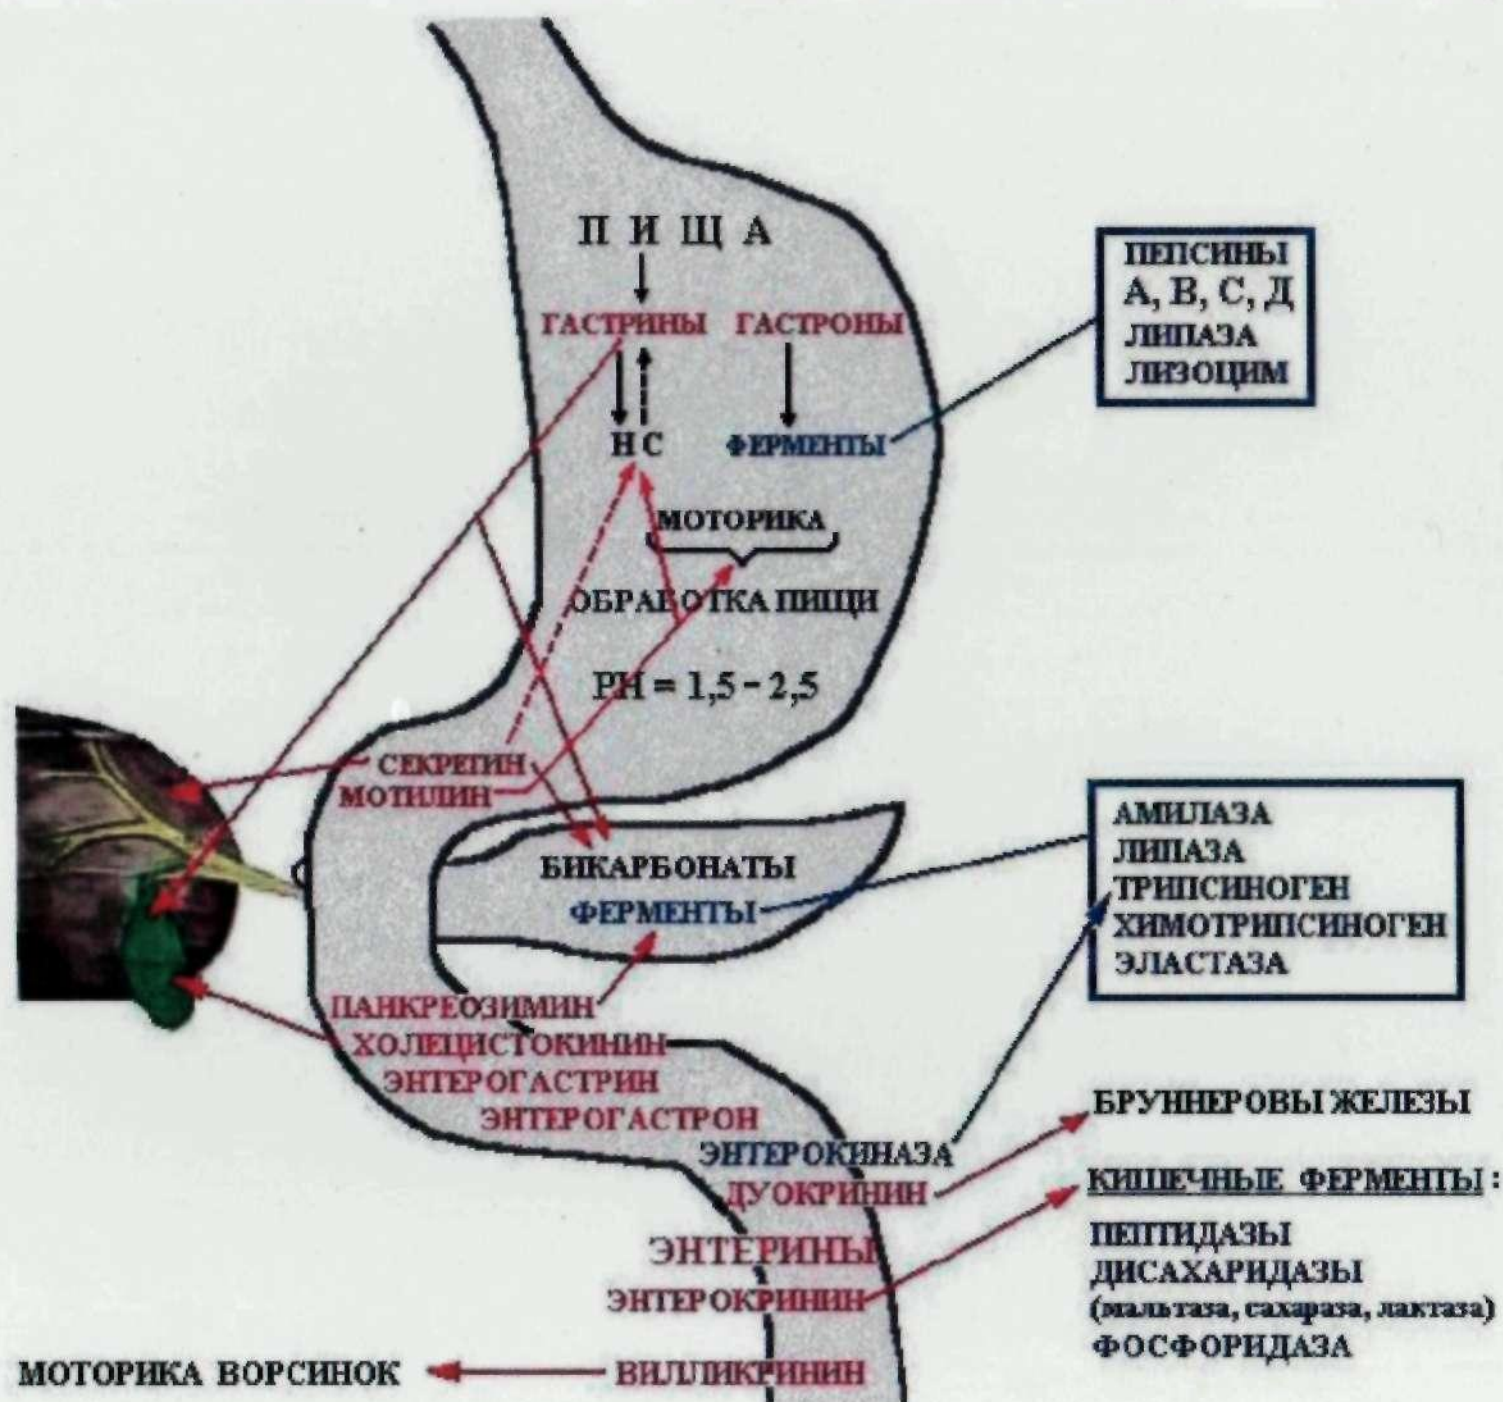 П И Щ А
ГАСТРИНЫ ГАСТРОНЫ
Н С ФЕРМЕНТЫ
МОТОРИКА
ОБРАБОТКА ПИЩИ
РН = 1,5 - 2,5
ПЕПСИНЫ
А, В, С, Д
ЛИПАЗА
ЛИЗОЦИМ
СЕКРЕТИН
МОТИЛИН
БИКАРБОНАТЫ
ФЕРМЕНТЫ
АМИЛАЗА
ЛИПАЗА
ТРИПСИНОГЕН
ХИМОТРИПСИНОГЕН
ЭЛАСТАЗА
ПАНКРЕОЗИМИН
ХОЛЕЦИСТОКИНИН
ЭНТЕРОГАСТРИН
ЭНТЕРОГАСТРОН
ЭНТЕРОКИНАЗА
ДУОКРИНИН
БРУННЕРОВЫ ЖЕЛЕЗЫ
ЭНТЕРИНЫ
ЭНТЕРОКРИНИН
КИШЕЧНЫЕ ФЕРМЕНТЫ :
ПЕПТИДАЗЫ
ДИСАХАРИДАЗЫ
(мальтаза, сахараза, лактаза)
ФОСФОРИДАЗА
МОТОРИКА ВОРСИНОК ВИЛЛИКРИНИН